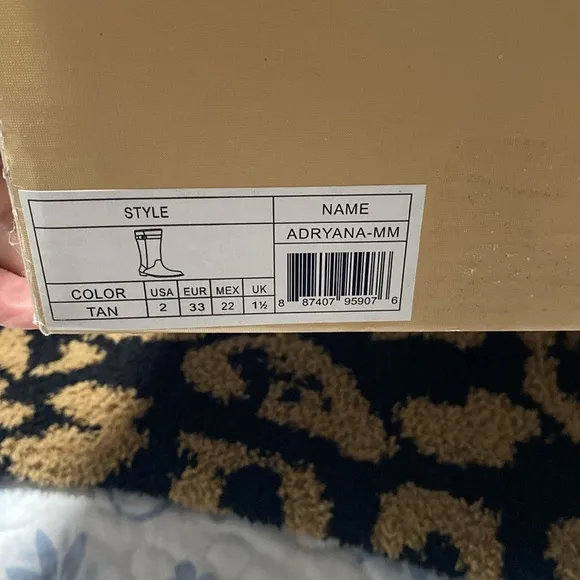 STYLE NAME
ADRYANA-MM
COLOR USA EUR MEX UK
TAN 2 33 22 1½
8 87407 95907 6